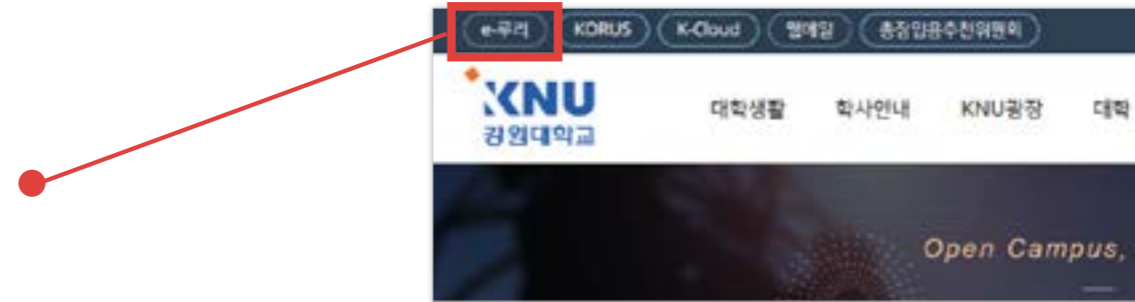 e-루리 KORUS K-Cloud 웹메일 총장임용추천위원회
KNU
강원대학교
대학생활 학사안내 KNU광장 대학
Open Campus,